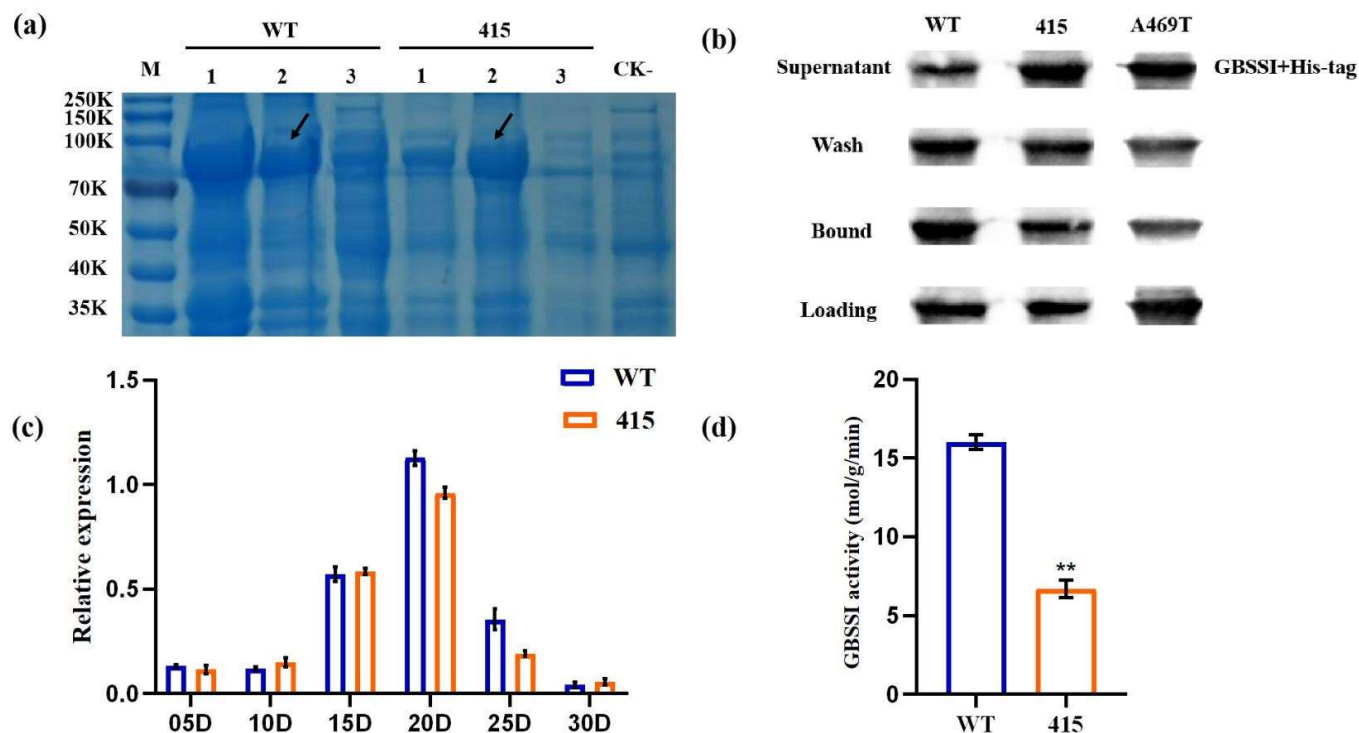 (a)
WT 415
M 1 2 3 1 2 3 CK-
250K
150K
100K
70K
50K
40K
35K
(b)
WT 415 A469T
Supernatant GBSSI+His-tag
Wash
Bound
Loading
(c)
Relative expression
1.5
1.0
0.5
0.0
WT
415
05D 10D 15D 20D 25D 30D
(d)
GBSSI activity (mol/g/min)
20
15
10
5
0
**
WT 415